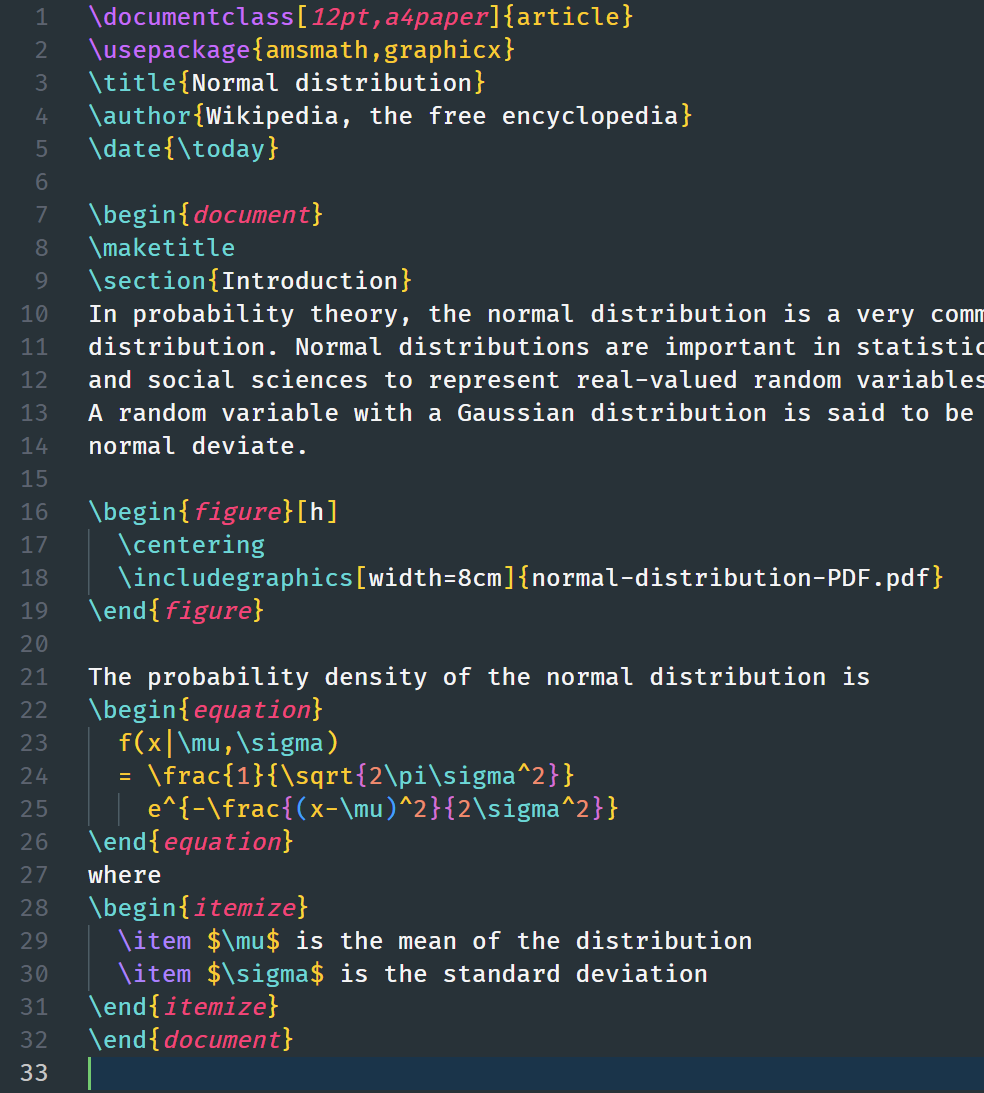 1 \documentclass[12pt,a4paper]{article}
2 \usepackage{amsmath,graphicx}
3 \title{Normal distribution}
4 \author{Wikipedia, the free encyclopedia}
5 \date{\today}
6
7 \begin{document}
8 \maketitle
9 \section{Introduction}
10 In probability theory, the normal distribution is a very
11 distribution. Normal distributions are important in
12 and social sciences to represent real-valued random variables
13 A random variable with a Gaussian distribution is said to be
14 normal deviate.
15
16 \begin{figure}[h]
17 \centering
18 \includegraphics[width=8cm]{normal-distribution-PDF.pdf}
19 \end{figure}
20
21 The probability density of the normal distribution is
22 \begin{equation}
23 f(x|\mu,\sigma)
24 = \frac{1}{\sqrt{2\pi\sigma^2}}
25 e^{-\frac{(x-\mu)^2}{2\sigma^2}}
26 \end{equation}
27 where
28 \begin{itemize}
29 \item $\mu$ is the mean of the distribution
30 \item $\sigma$ is the standard deviation
31 \end{itemize}
32 \end{document}
33